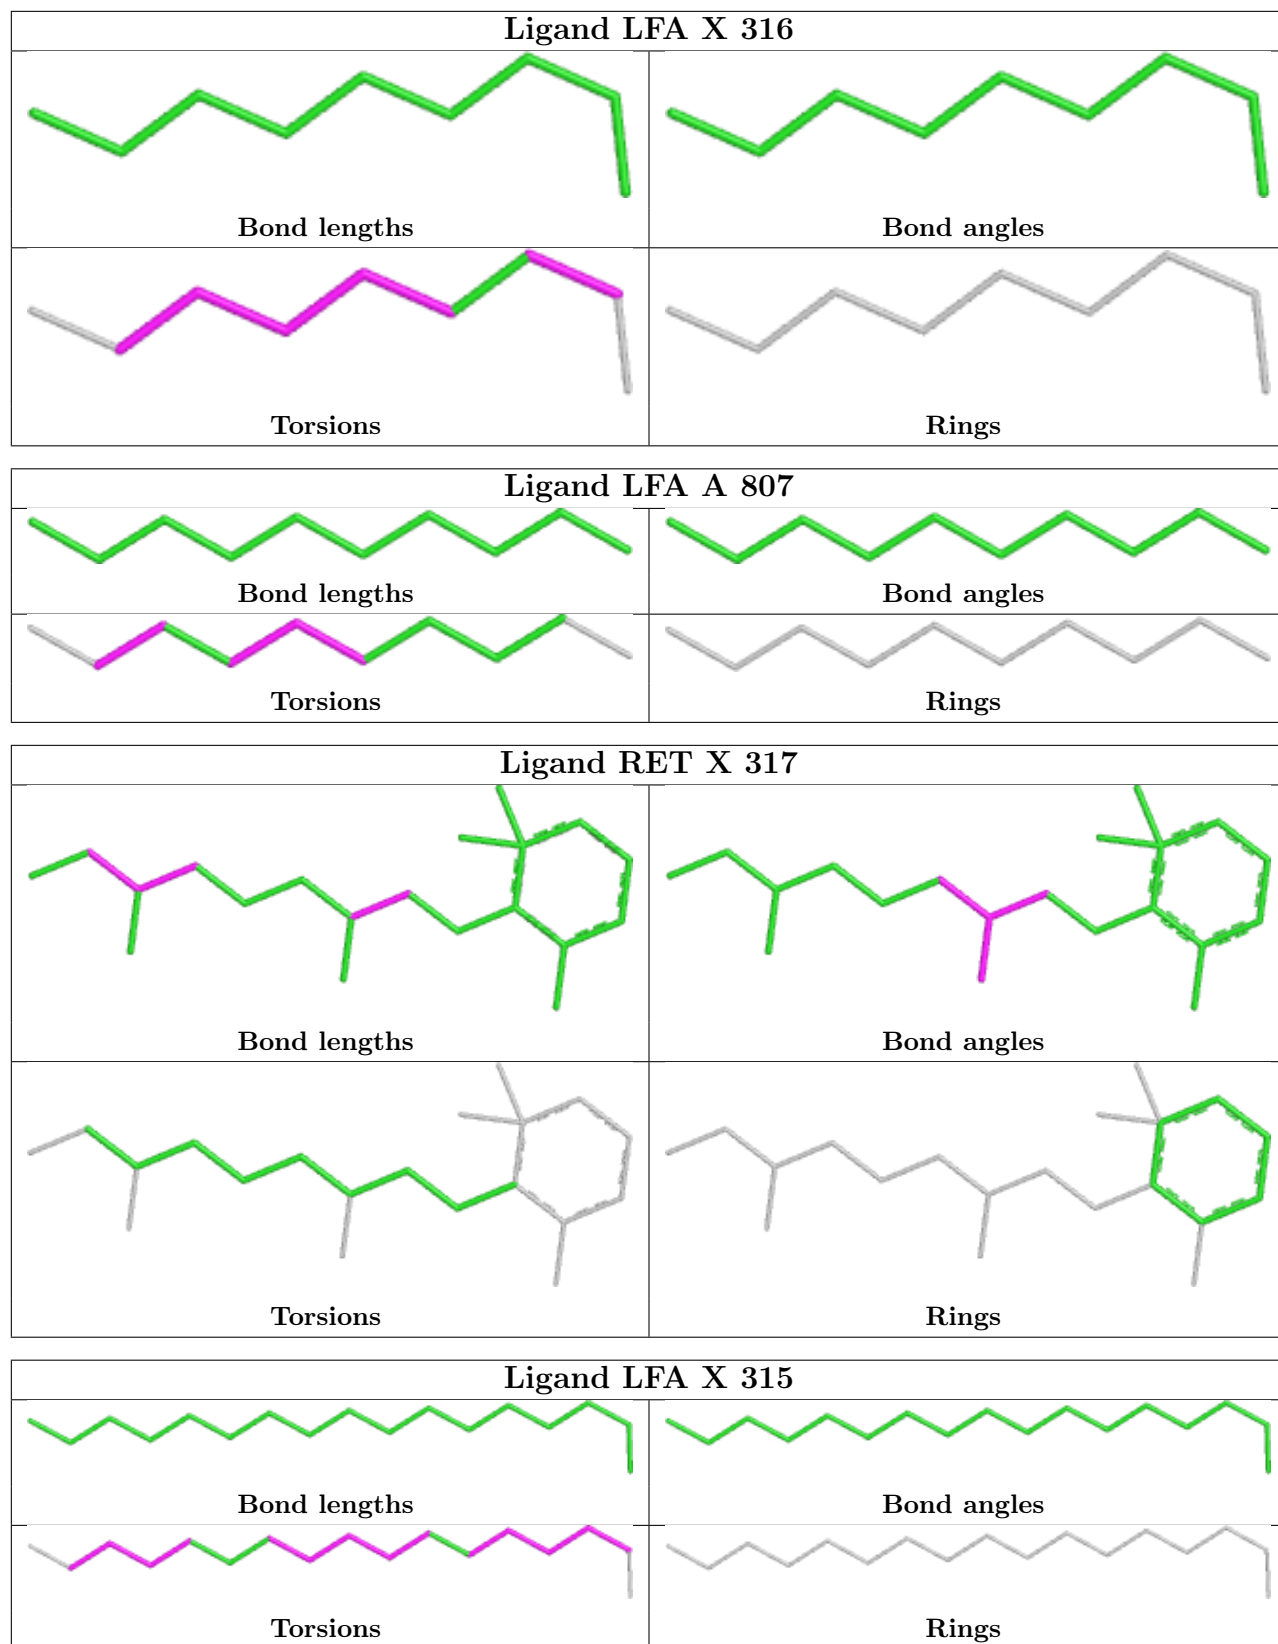 Ligand LFA X 316
Bond lengths Bond angles
Torsions Rings
Ligand LFA A 807
Bond lengths Bond angles
Torsions Rings
Ligand RET X 317
Bond lengths Bond angles
Torsions Rings
Ligand LFA X 315
Bond lengths Bond angles
Torsions Rings